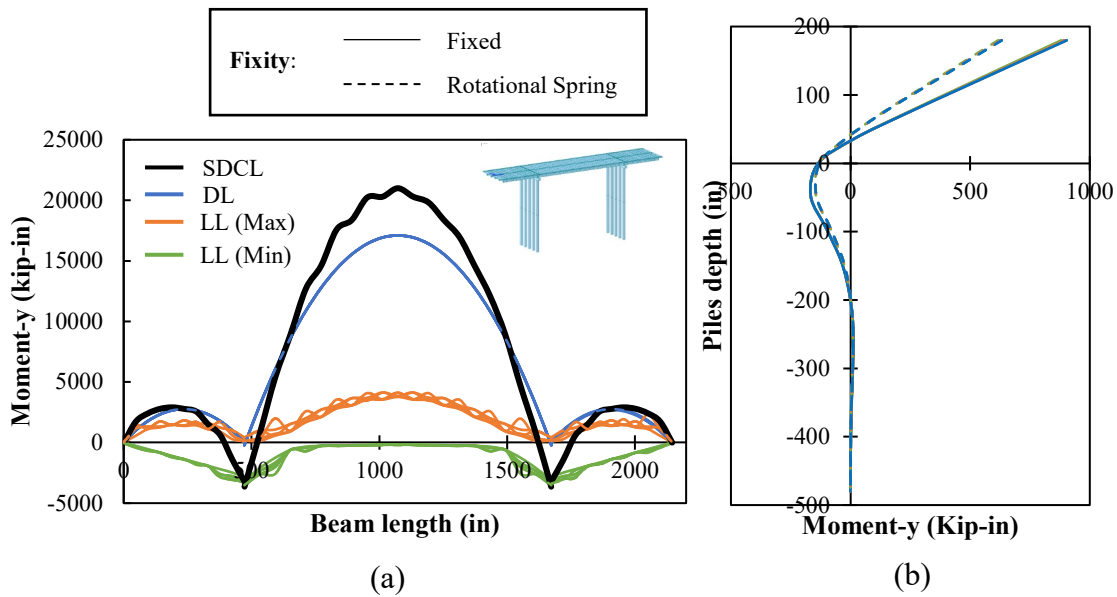 Fixity:
Fixed
Rotational Spring
25000
20000
15000
10000
5000
0
-5000
Moment-y (kip-in)
SDCL
DL
LL (Max)
LL (Min)
0
500
1000
1500
2000
Beam length (in)
(a)
200
100
0
-100
-200
-300
-400
-500
Piles depth (in)
500
0
500
1000
Moment-y (Kip-in)
(b)